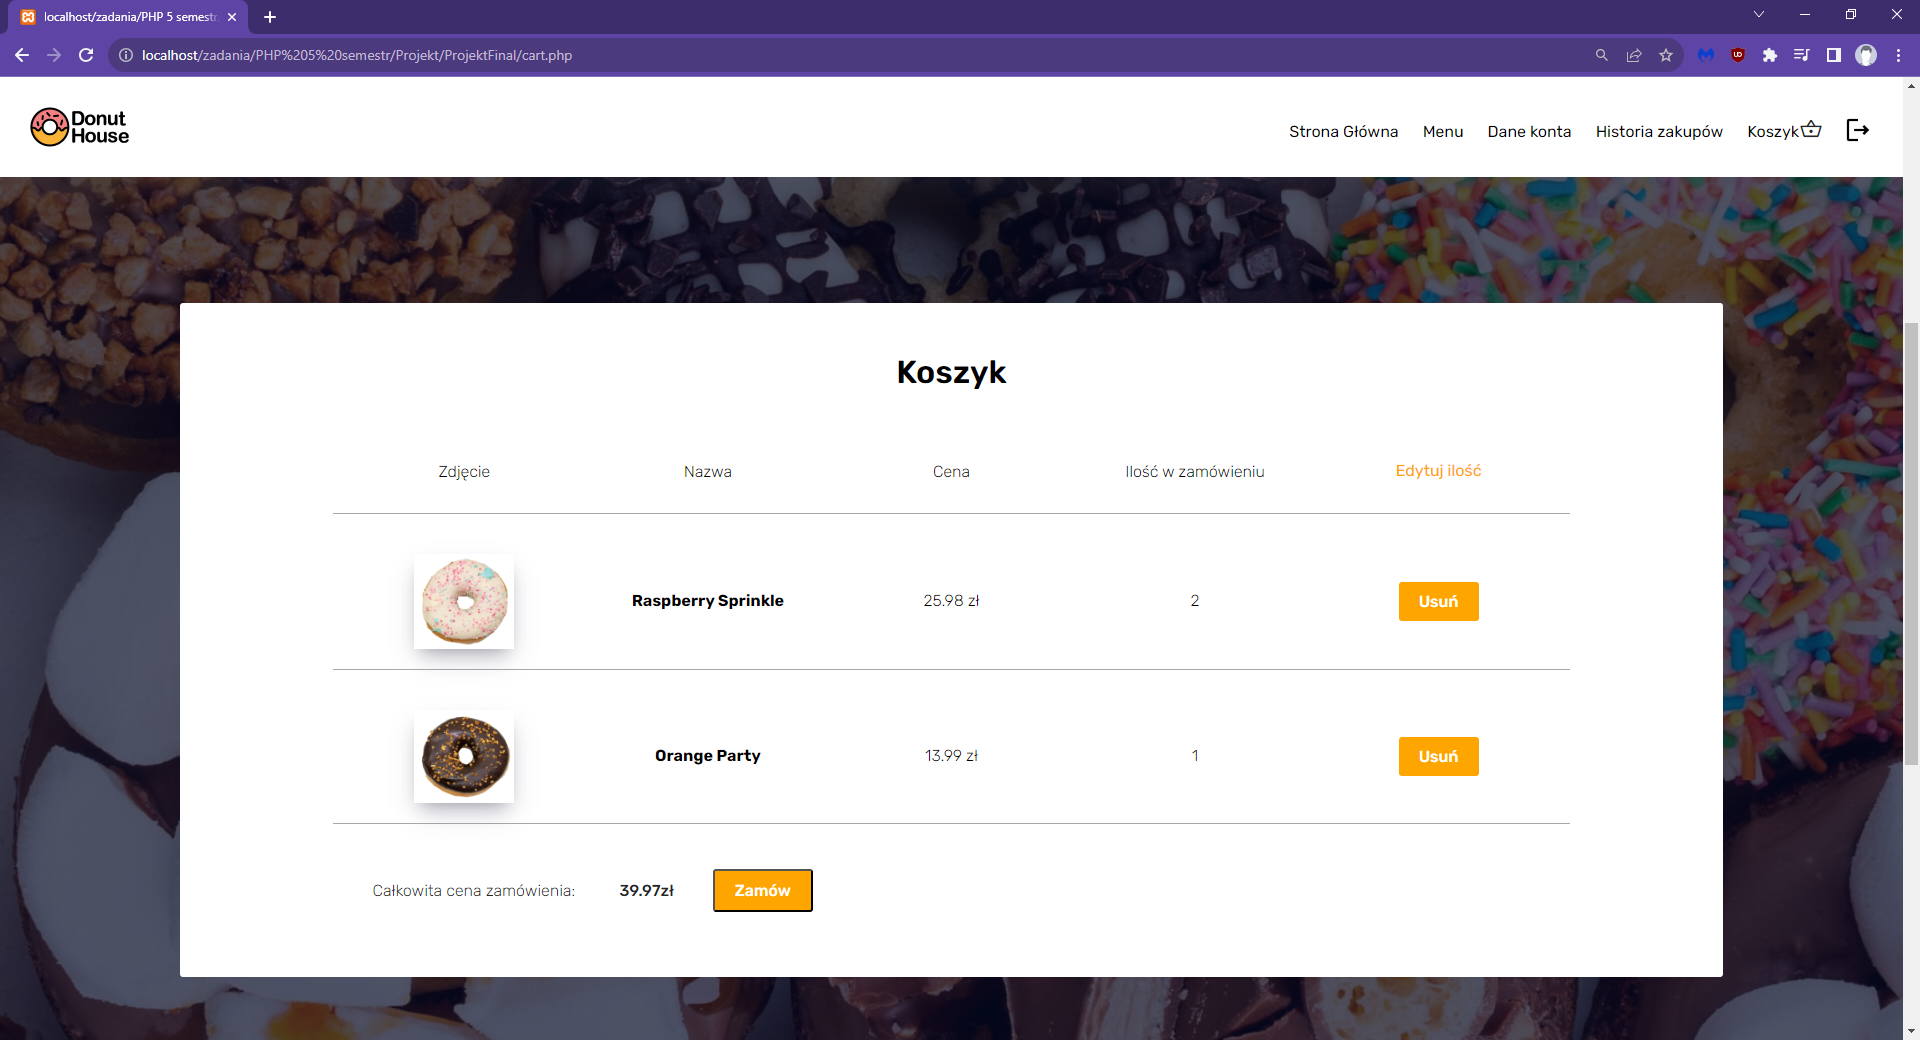 localhost/zadania/PHP 5 semestr
localhost/zadania/PHP%205%20semestr/Projekt/ProjektFinal/cart.php
Donut
House
Strona Główna Menu Dane konta Historia zakupów Koszyk
Koszyk
Zdjęcie Nazwa Cena Ilość w zamówieniu Edytuj ilość
Raspberry Sprinkle 25.98 zł 2 Usuń
Orange Party 13.99 zł 1 Usuń
Całkowita cena zamówienia: 39.97zł Zamów